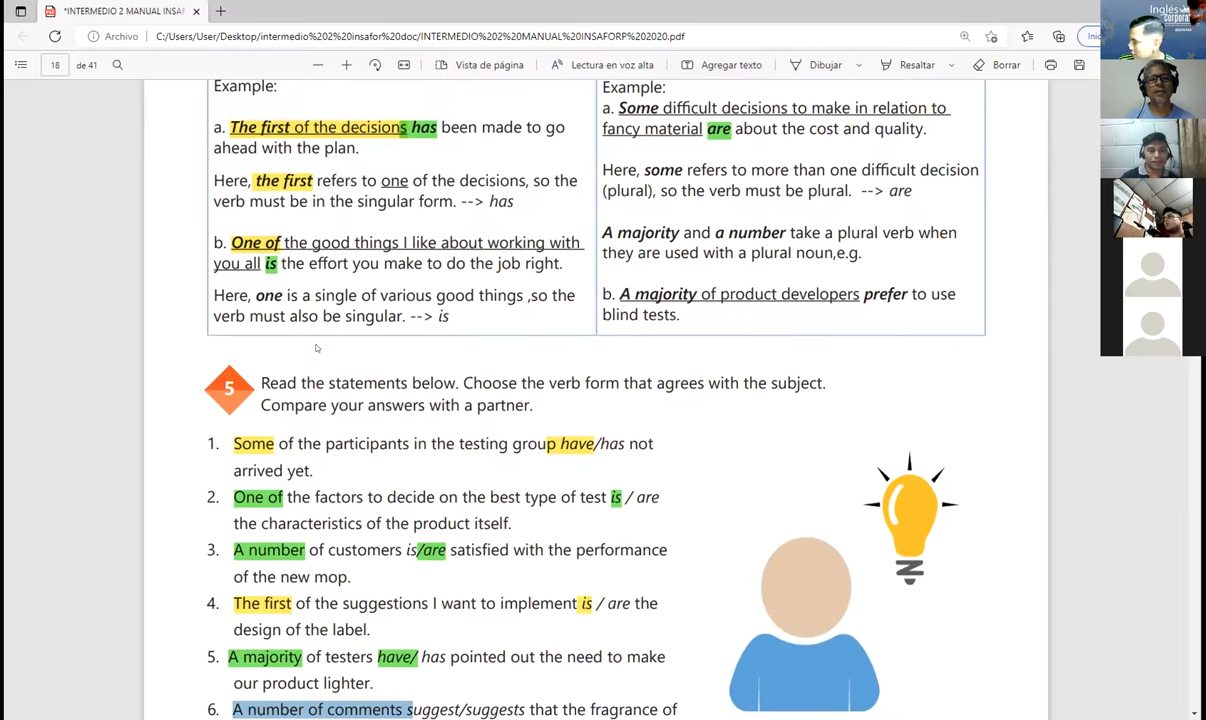 *INTERMEDIO 2 MANUAL INSAF
Archivo
C:/Users/User/Desktop/intermedio%202%20insafor%20doc/INTERMEDIO%202%20MANUAL%20INSAFORP%202020.pdf
18 de 41
Vista de página
Lectura en voz alta
Agregar texto
Dibujar
Resaltar
Borrar
Inglés
Corpora
Example:
a. The first of the decisions has been made to go
ahead with the plan.
Here, the first refers to one of the decisions, so the
verb must be in the singular form. --> has
b. One of the good things I like about working with
you all is the effort you make to do the job right.
Here, one is a single of various good things ,so the
verb must also be singular. --> is
Example:
a. Some difficult decisions to make in relation to
fancy material are about the cost and quality.
Here, some refers to more than one difficult decision
(plural), so the verb must be plural. --> are
A majority and a number take a plural verb when
they are used with a plural noun,e.g.
b. A majority of product developers prefer to use
blind tests.
5
Read the statements below. Choose the verb form that agrees with the subject.
Compare your answers with a partner.
1. Some of the participants in the testing group have/has not
arrived yet.
2. One of the factors to decide on the best type of test is / are
the characteristics of the product itself.
3. A number of customers is/are satisfied with the performance
of the new mop.
4. The first of the suggestions I want to implement is / are the
design of the label.
5. A majority of testers have/ has pointed out the need to make
our product lighter.
6. A number of comments suggest/suggests that the fragrance of